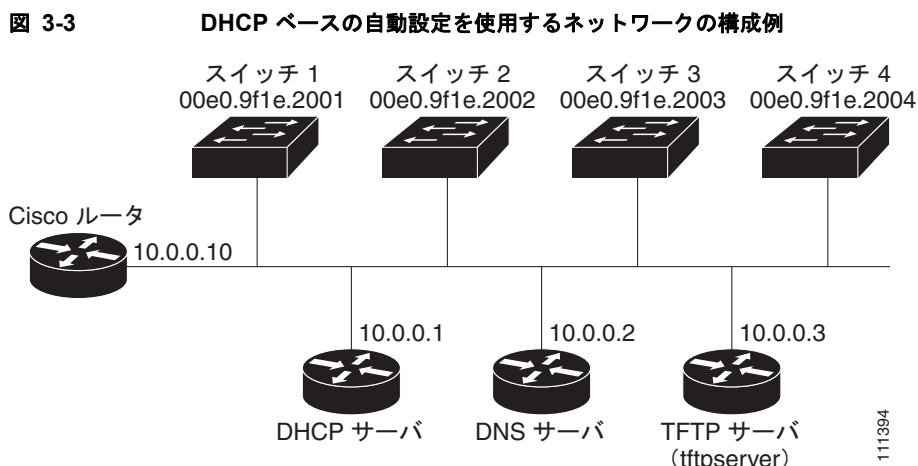 図 3-3 DHCP ベースの自動設定を使用するネットワークの構成例
スイッチ 1 スイッチ 2 スイッチ 3 スイッチ 4
00e0.9f1e.2001 00e0.9f1e.2002 00e0.9f1e.2003 00e0.9f1e.2004
Cisco ルータ
10.0.0.10
10.0.0.1 10.0.0.2 10.0.0.3
DHCP サーバ DNS サーバ TFTP サーバ
（tftpserver）
111394